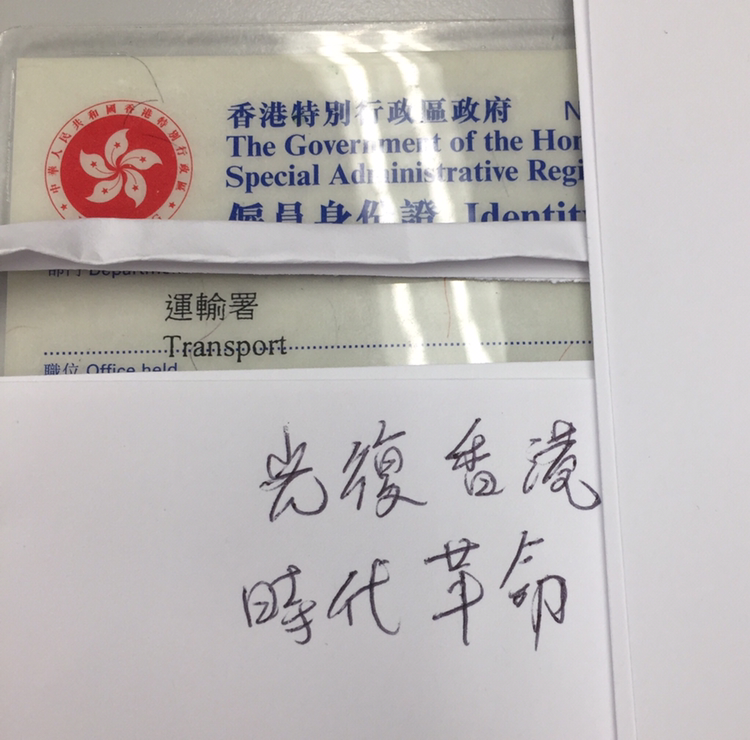 中華人民共和國香港特別行政區
香港特別行政區政府 N
The Government of the Hon
Special Administrative Regi
僱員身份證 Identit
部門 Department
運輸署
Transport
職位 Office held
光復香港
時代革命